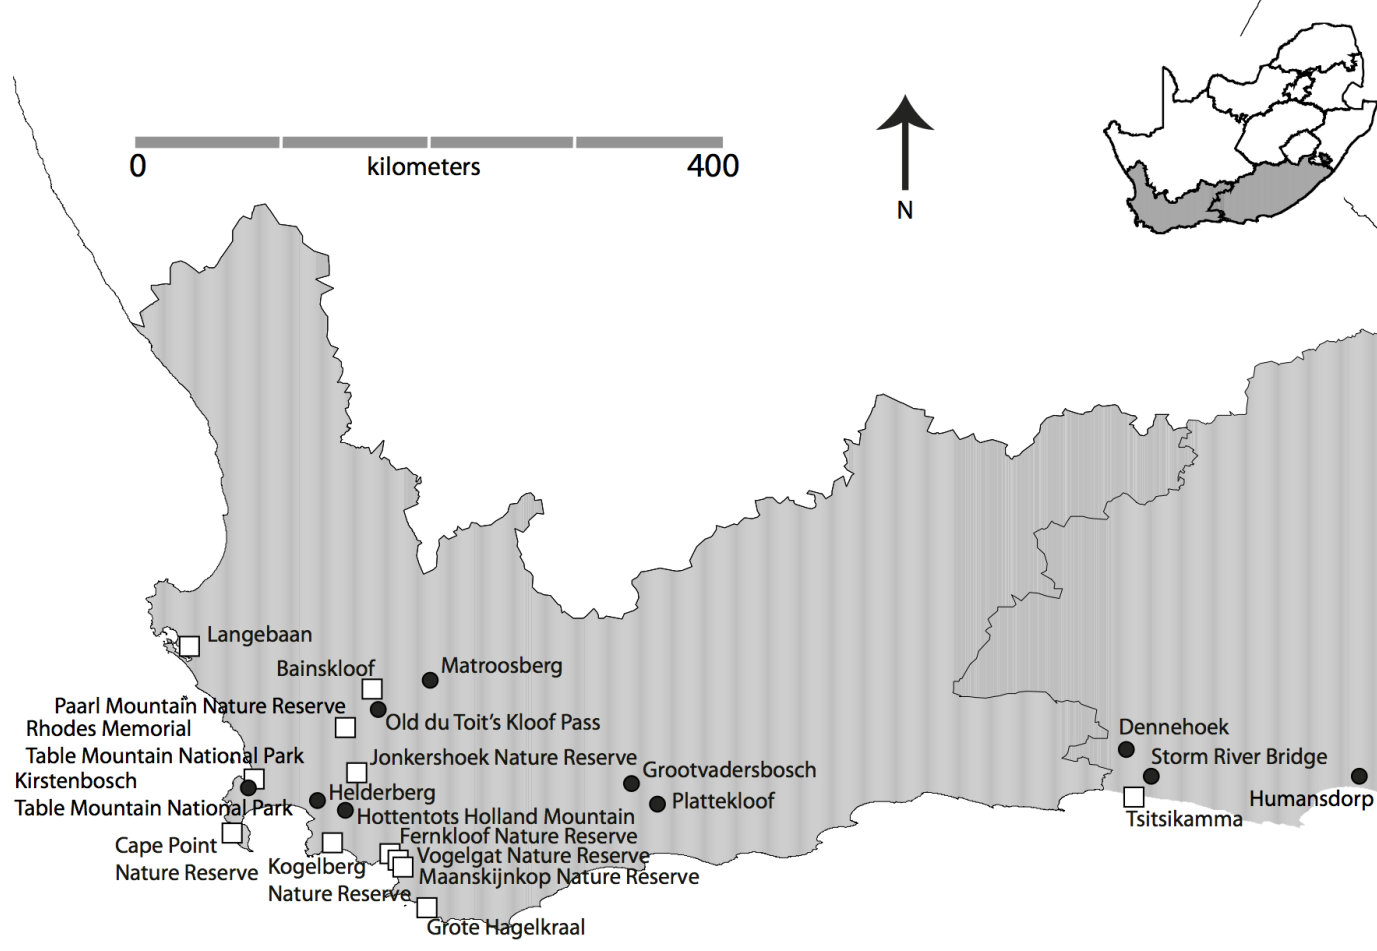 0
kilometers
400
N
Langebaan
Bainskloof
Matroosberg
Paarl Mountain Nature Reserve
Old du Toit's Kloof Pass
Rhodes Memorial
Table Mountain National Park
Jonkershoek Nature Reserve
Kirstenbosch
Table Mountain National Park
Helderberg
Hottentots Holland Mountain
Grootvadersbosch
Plattekloof
Dennehoek
Storm River Bridge
Humansdorp
Tsitsikamma
Cape Point
Nature Reserve
Kogelberg
Nature Reserve
Fernkloof Nature Reserve
Vogelgat Nature Reserve
Maanskijnkop Nature Reserve
Grote Hagelkraal